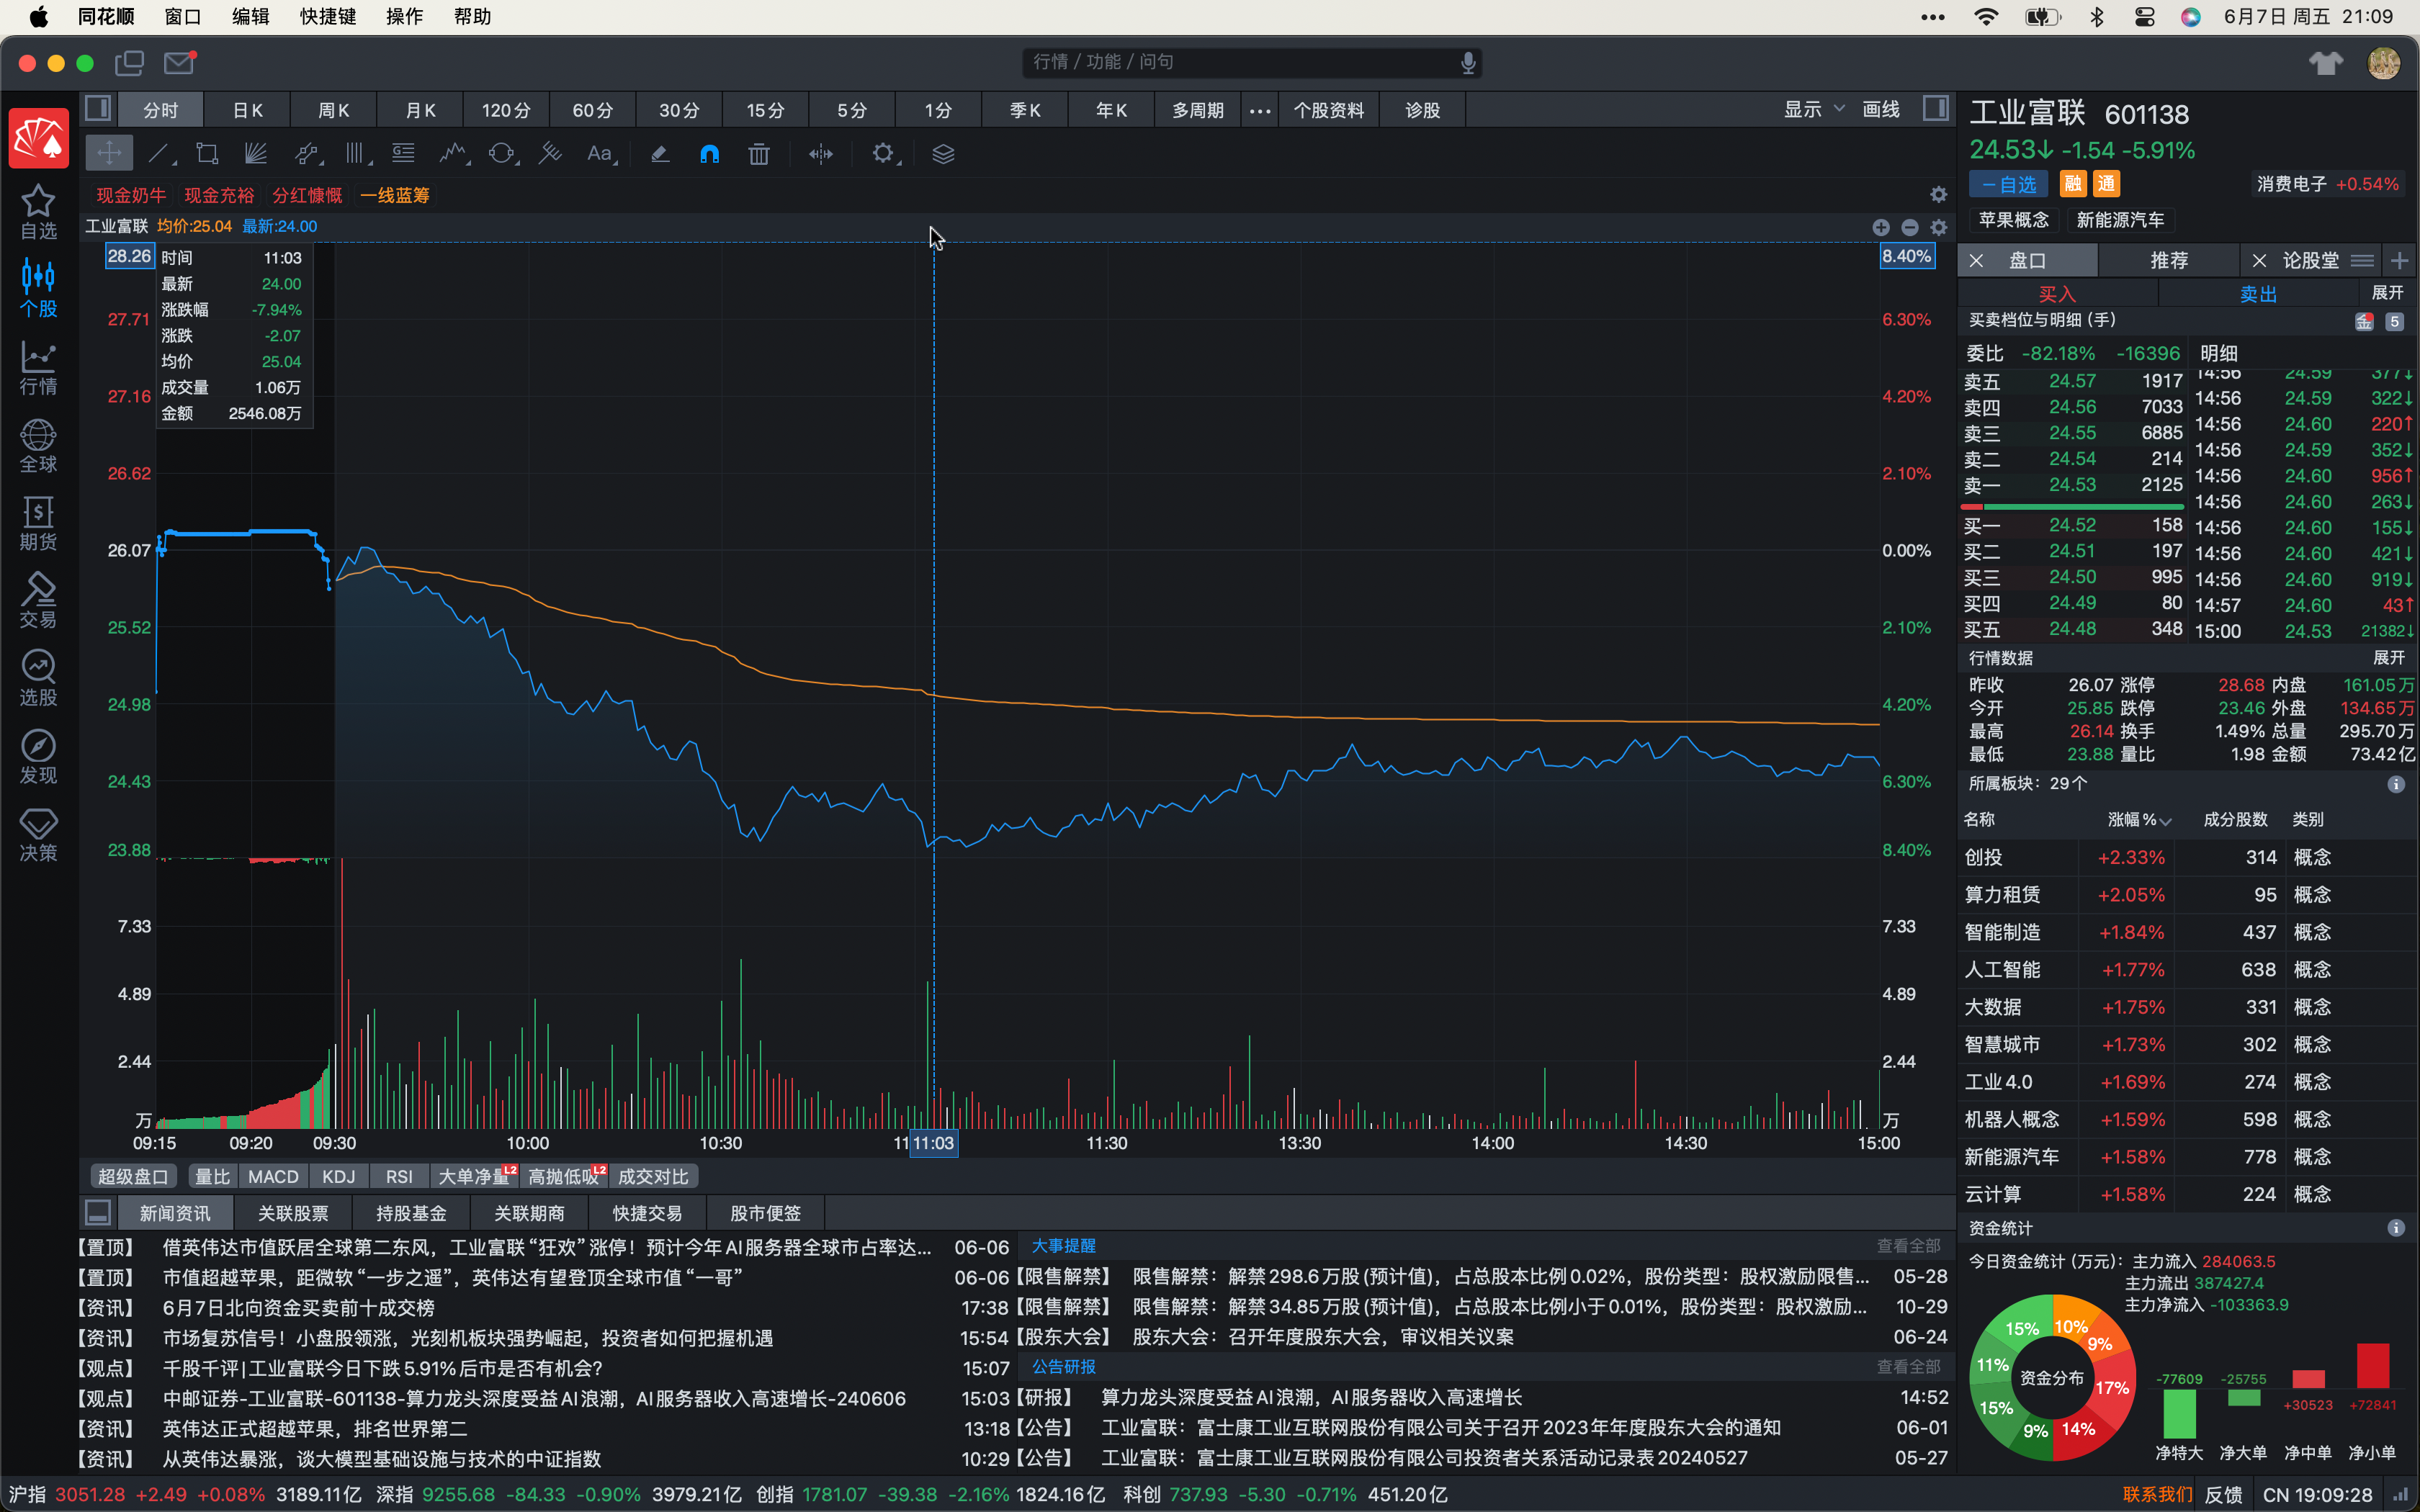 同花顺 窗口 编辑 快捷键 操作 帮助 6月7日 周五 21:09
行情 / 功能 / 问句
分时 日K 周K 月K 120分 60分 30分 15分 5分 1分 季K 年K 多周期 ... 个股资料 诊股 显示 画线
Aa
现金奶牛 现金充裕 分红慷慨 一线蓝筹
工业富联 均价:25.04 最新:24.00
自选
个股
行情
全球
期货
交易
选股
发现
决策
28.26
27.71
27.16
26.62
26.07
25.52
24.98
24.43
23.88
7.33
4.89
2.44
万
时间 11:03
最新 24.00
涨跌幅 -7.94%
涨跌 -2.07
均价 25.04
成交量 1.06万
金额 2546.08万
8.40%
6.30%
4.20%
2.10%
0.00%
2.10%
4.20%
6.30%
8.40%
7.33
4.89
2.44
万
09:15 09:20 09:30 10:00 10:30 11:03 11:30 13:30 14:00 14:30 15:00
超级盘口 量比 MACD KDJ RSI 大单净量 L2 高抛低吸 L2 成交对比
新闻资讯 关联股票 持股基金 关联期商 快捷交易 股市便签
【置顶】 借英伟达市值跃居全球第二东风，工业富联“狂欢”涨停！预计今年AI服务器全球市占率达... 06-06
【置顶】 市值超越苹果，距微软“一步之遥”，英伟达有望登顶全球市值“一哥” 06-06
【资讯】 6月7日北向资金买卖前十成交榜 17:38
【资讯】 市场复苏信号！小盘股领涨，光刻机板块强势崛起，投资者如何把握机遇 15:54
【观点】 千股千评|工业富联今日下跌5.91%后市是否有机会? 15:07
【观点】 中邮证券-工业富联-601138-算力龙头深度受益AI浪潮，AI服务器收入高速增长-240606 15:03
【资讯】 英伟达正式超越苹果，排名世界第二 13:18
【资讯】 从英伟达暴涨，谈大模型基础设施与技术的中证指数 10:29
大事提醒 查看全部
【限售解禁】 限售解禁：解禁298.6万股(预计值)，占总股本比例0.02%，股份类型：股权激励限售... 05-28
【限售解禁】 限售解禁：解禁34.85万股(预计值)，占总股本比例小于0.01%，股份类型：股权激励... 10-29
【股东大会】 股东大会：召开年度股东大会，审议相关议案 06-24
公告研报 查看全部
【研报】 算力龙头深度受益AI浪潮，AI服务器收入高速增长 14:52
【公告】 工业富联：富士康工业互联网股份有限公司关于召开2023年年度股东大会的通知 06-01
【公告】 工业富联：富士康工业互联网股份有限公司投资者关系活动记录表20240527 05-27
工业富联 601138
24.53↓ -1.54 -5.91%
一自选 融 通 消费电子 +0.54%
苹果概念 新能源汽车
盘口 推荐 论股堂
买入 卖出 展开
买卖档位与明细 (手) 5
委比 -82.18% -16396 明细
卖五 24.57 1917
卖四 24.56 7033
卖三 24.55 6885
卖二 24.54 214
卖一 24.53 2125
买一 24.52 158
买二 24.51 197
买三 24.50 995
买四 24.49 80
买五 24.48 348
14:56 24.59 377↓
14:56 24.59 322↓
14:56 24.60 220↑
14:56 24.59 352↓
14:56 24.60 956↑
14:56 24.60 263↓
14:56 24.60 155↓
14:56 24.60 421↓
14:56 24.60 919↓
14:57 24.60 43↑
15:00 24.53 21382↓
行情数据 展开
昨收 26.07 涨停 28.68 内盘 161.05万
今开 25.85 跌停 23.46 外盘 134.65万
最高 26.14 换手 1.49% 总量 295.70万
最低 23.88 量比 1.98 金额 73.42亿
所属板块：29个
名称 涨幅% 成分股数 类别
创投 +2.33% 314 概念
算力租赁 +2.05% 95 概念
智能制造 +1.84% 437 概念
人工智能 +1.77% 638 概念
大数据 +1.75% 331 概念
智慧城市 +1.73% 302 概念
工业4.0 +1.69% 274 概念
机器人概念 +1.59% 598 概念
新能源汽车 +1.58% 778 概念
云计算 +1.58% 224 概念
资金统计
今日资金统计 (万元)：主力流入 284063.5
主力流出 387427.4
主力净流入 -103363.9
资金分布
15% 10% 9% 17% 14% 9% 15% 11%
-77609 -25755 +30523 +72841
净特大 净大单 净中单 净小单
沪指 3051.28 +2.49 +0.08% 3189.11亿 深指 9255.68 -84.33 -0.90% 3979.21亿 创指 1781.07 -39.38 -2.16% 1824.16亿 科创 737.93 -5.30 -0.71% 451.20亿 联系我们 反馈 CN 19:09:28